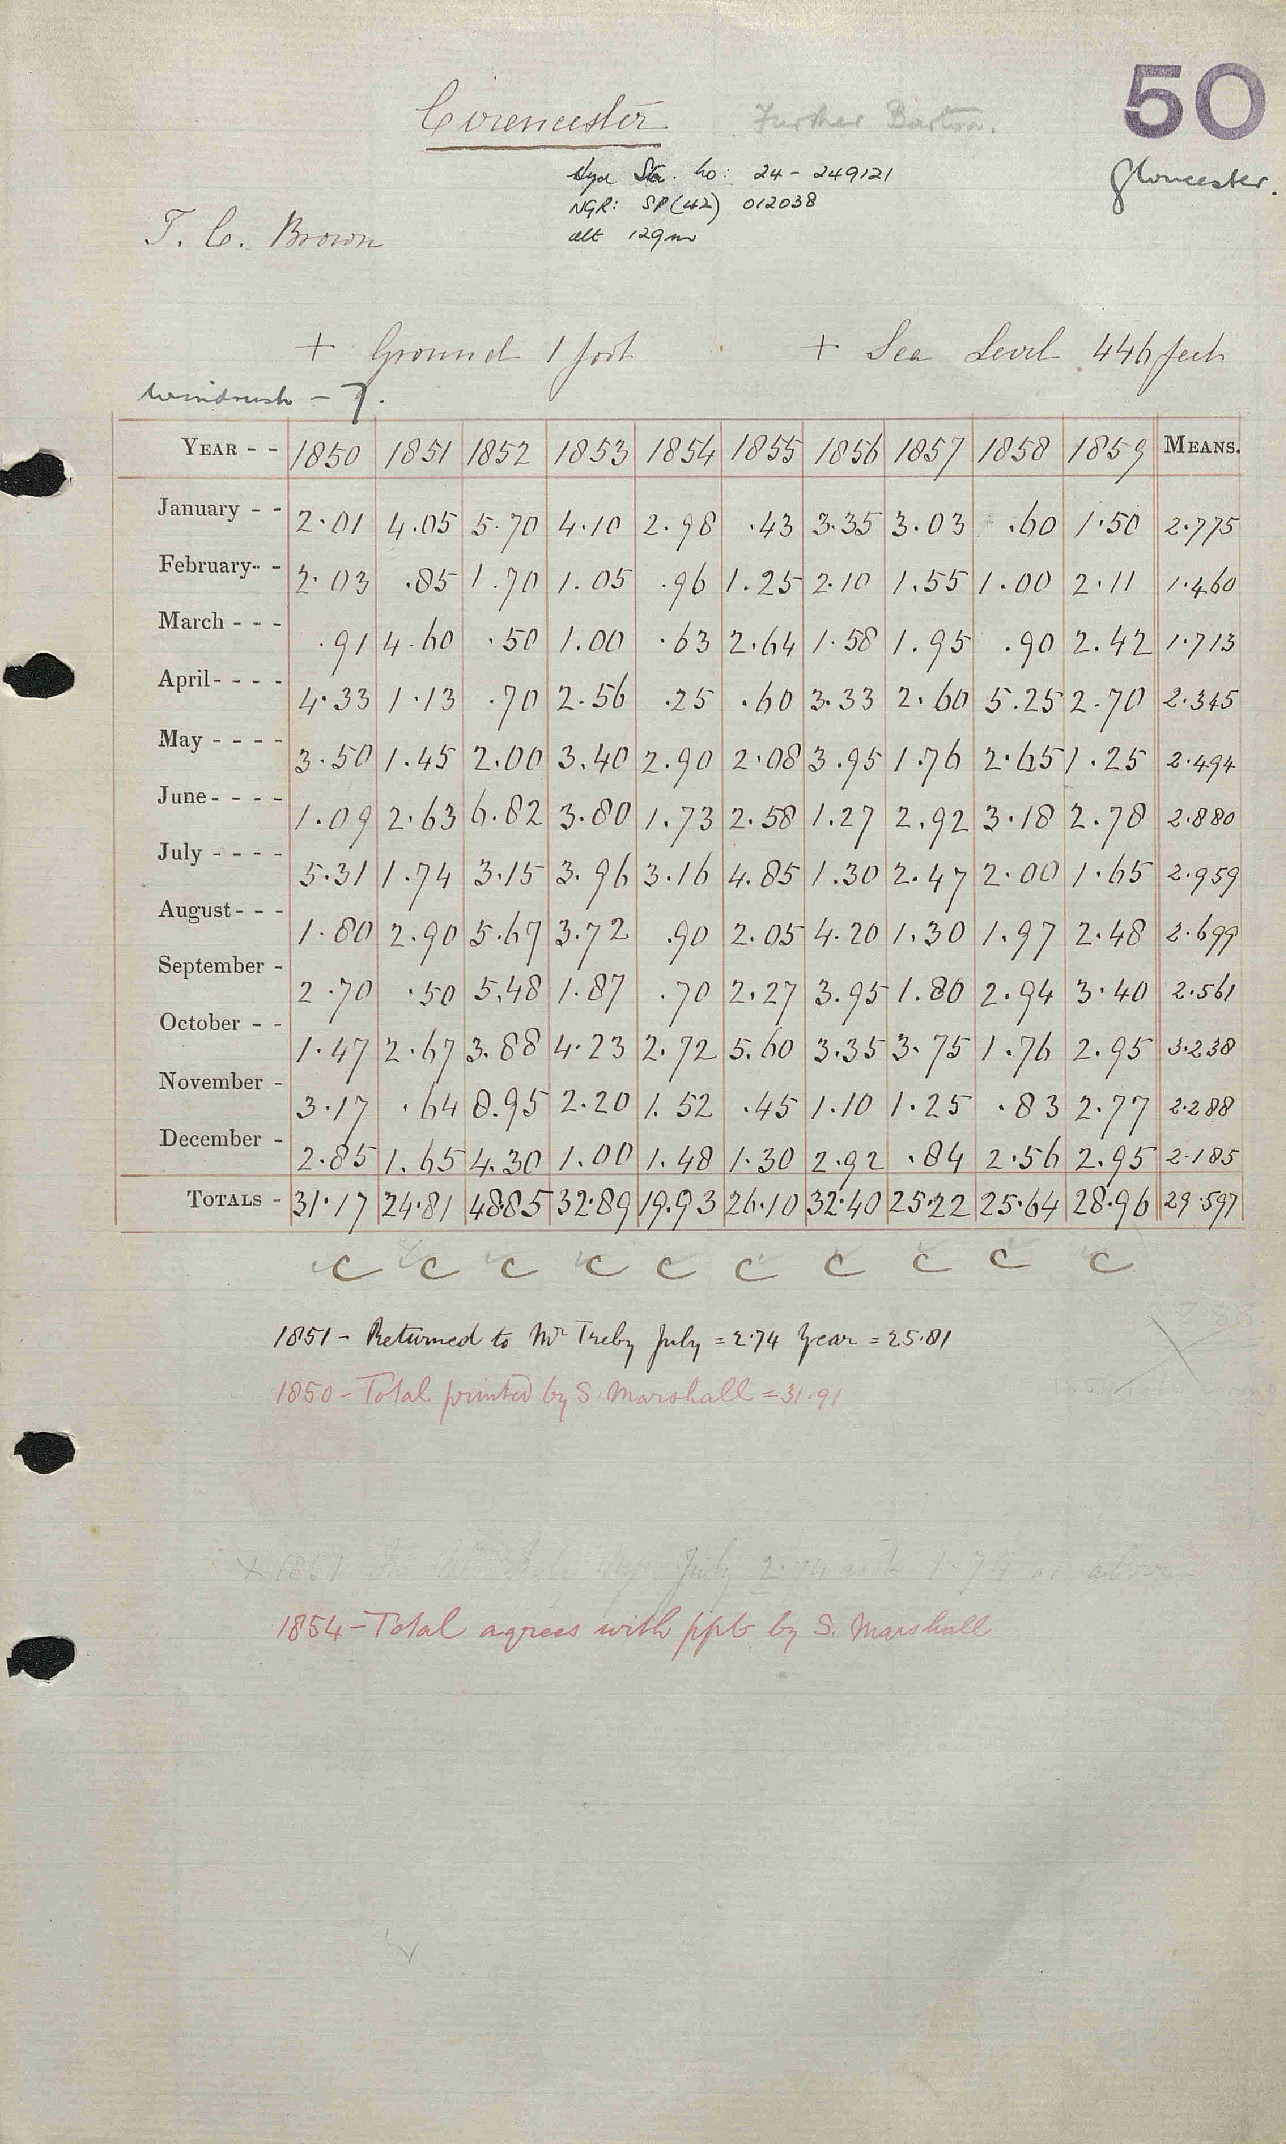 50
Cirencester Further Barton.
Gloucester.
Hyd Sta. No: 24 - 249121
NGR: SP(42) 012038
alt 129m
T. C. Brown
+ Ground 1 foot + Sea Level 446 feet
Windrush - 7.
YEAR - - 1850 1851 1852 1853 1854 1855 1856 1857 1858 1859 MEANS.
January - - 2.01 4.05 5.70 4.10 2.98 .43 3.35 3.03 .60 1.50 2.775
February - - 2.03 .85 1.70 1.05 .96 1.25 2.10 1.55 1.00 2.11 1.460
March - - - .91 4.60 .50 1.00 .63 2.64 1.58 1.95 .90 2.42 1.713
April - - - - 4.33 1.13 .70 2.56 .25 .60 3.33 2.60 5.25 2.70 2.345
May - - - - 3.50 1.45 2.00 3.40 2.90 2.08 3.95 1.76 2.65 1.25 2.494
June - - - - 1.09 2.63 6.82 3.80 1.73 2.58 1.27 2.92 3.18 2.78 2.880
July - - - - 5.31 1.74 3.15 3.96 3.16 4.85 1.30 2.47 2.00 1.65 2.959
August - - - 1.80 2.90 5.67 3.72 .90 2.05 4.20 1.30 1.97 2.48 2.699
September - 2.70 .50 5.48 1.87 .70 2.27 3.95 1.80 2.94 3.40 2.561
October - - 1.47 2.67 3.88 4.23 2.72 5.60 3.35 3.75 1.76 2.95 3.238
November - 3.17 .64 8.95 2.20 1.52 .45 1.10 1.25 .83 2.77 2.288
December - 2.85 1.65 4.30 1.00 1.48 1.30 2.92 .84 2.56 2.95 2.185
TOTALS - 31.17 24.81 48.85 32.89 19.93 26.10 32.40 25.22 25.64 28.96 29.597
C C C C C C C C C C
1851 - Returned to Mr Treby July = 2.74 Year = 25.81
1850 - Total printed by S. Marshall = 31.91
+ 1851 July 2.74 not 1.74 as above
1854 - Total agrees with ppt by S. Marshall